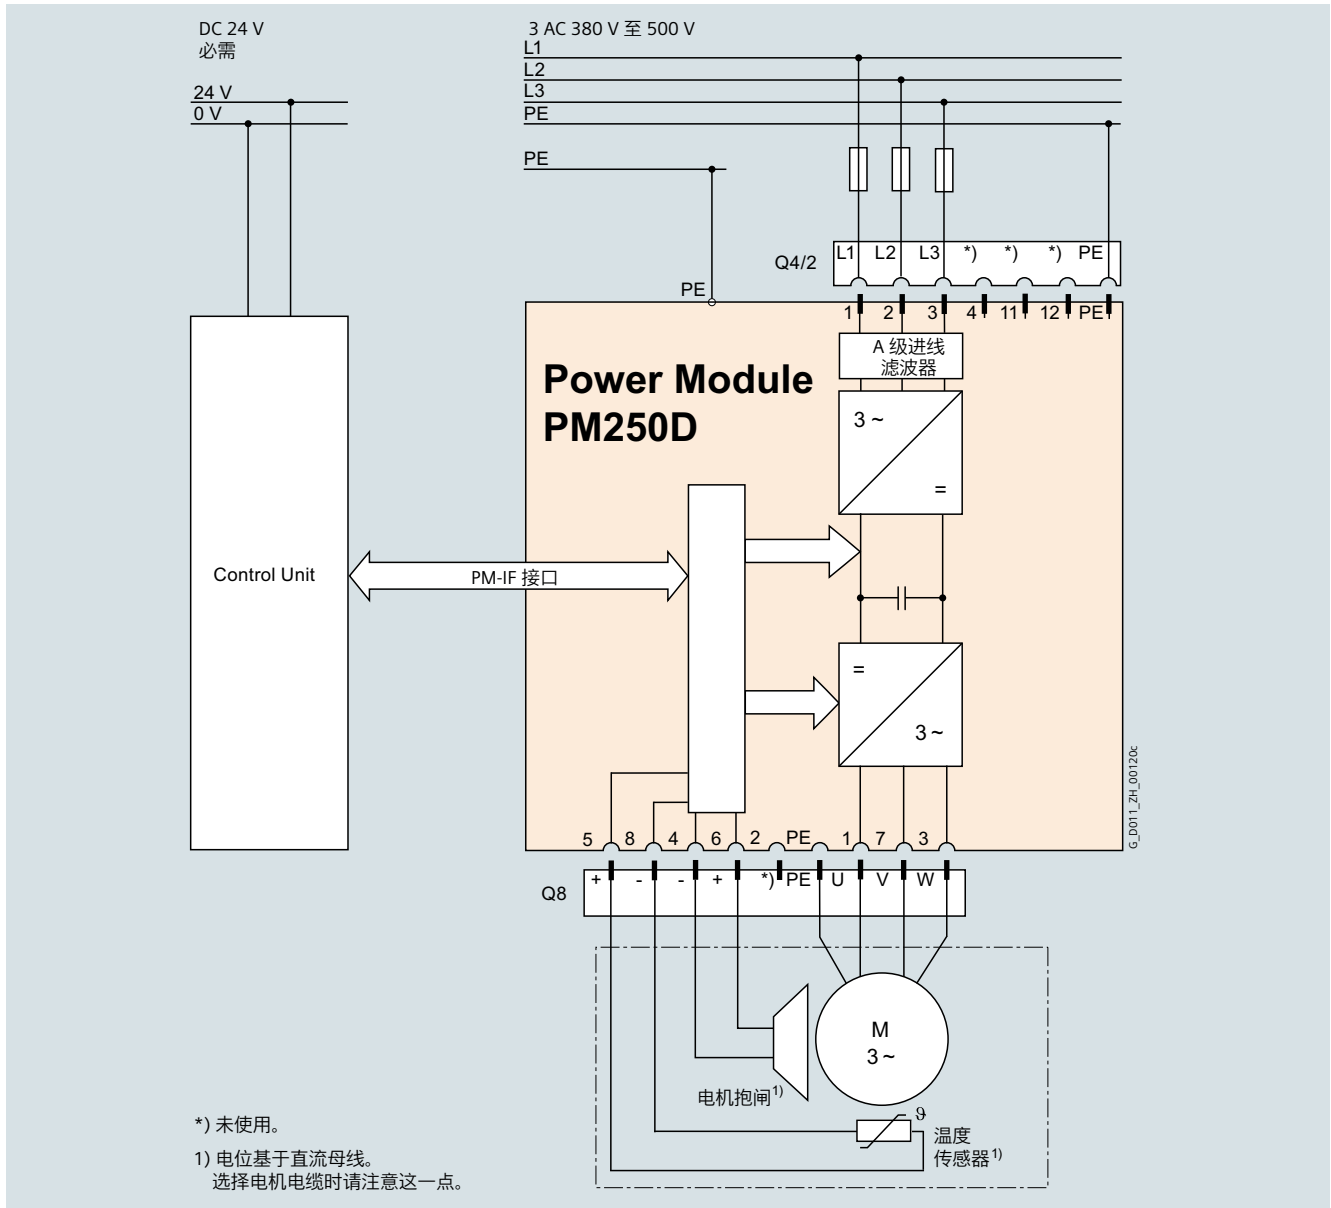 DC 24 V
必需
3 AC 380 V 至 500 V
L1
L2
L3
PE
24 V
0 V
PE
Q4/2
L1 L2 L3 *) *) *) PE
PE
1 2 3 4 11 12 PE
A 级进线
滤波器
Power Module
PM250D
3 ~
=
Control Unit
PM-IF 接口
=
3 ~
G_D011_ZH_00120c
5 8 4 6 2 PE 1 7 3
Q8
+ - - + *) PE U V W
M
3 ~
电机抱闸1)
ϑ
温度
传感器1)
*) 未使用。
1) 电位基于直流母线。
选择电机电缆时请注意这一点。